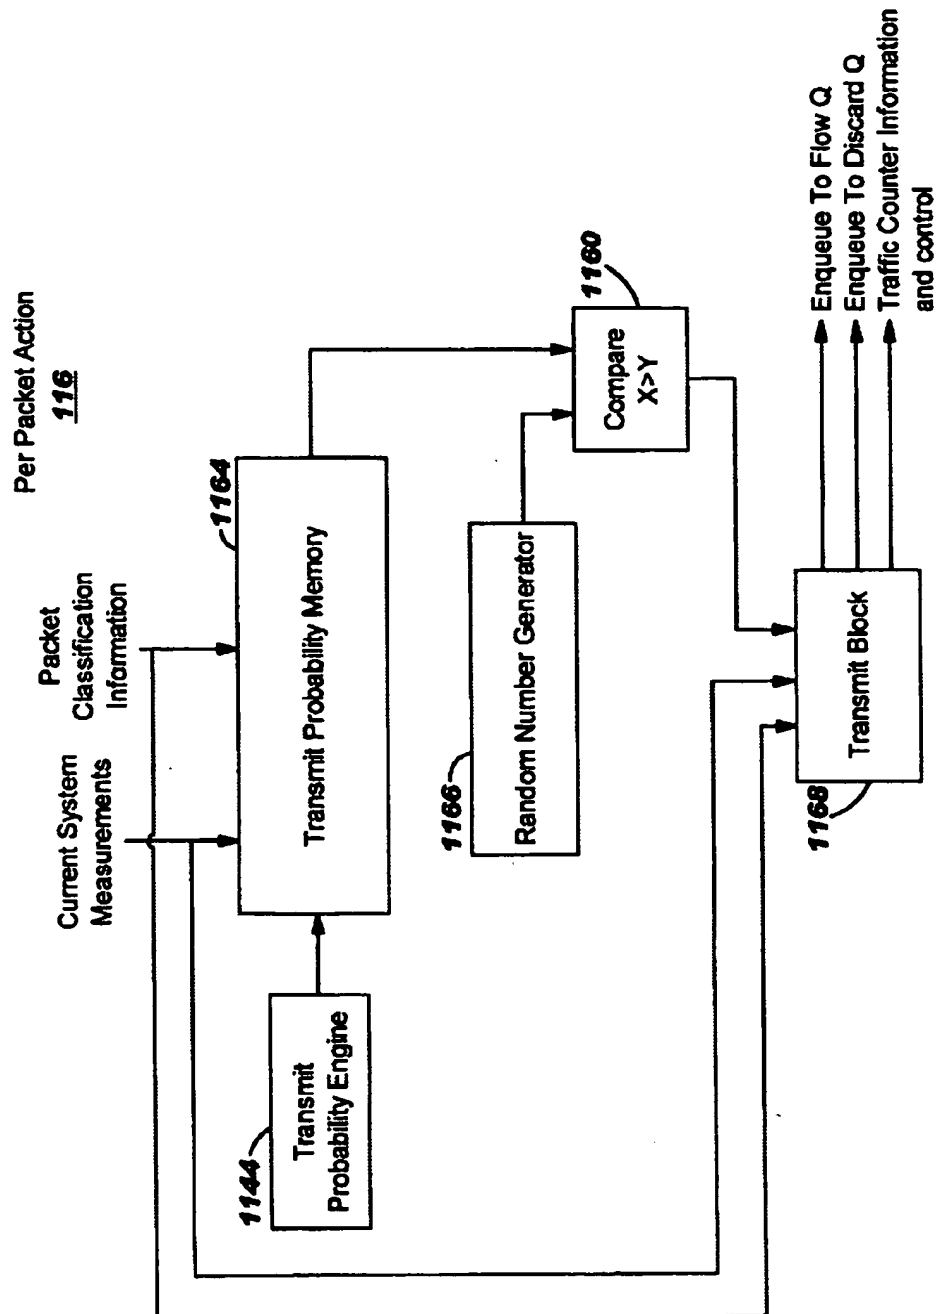 Per Packet Action
116
Packet
Classification
Information
Current System
Measurements
1164
Transmit Probability Memory
1144
Transmit
Probability Engine
1166
Random Number Generator
1160
Compare
X>Y
1168
Transmit Block
Enqueue To Flow Q
Enqueue To Discard Q
Traffic Counter Information
and control